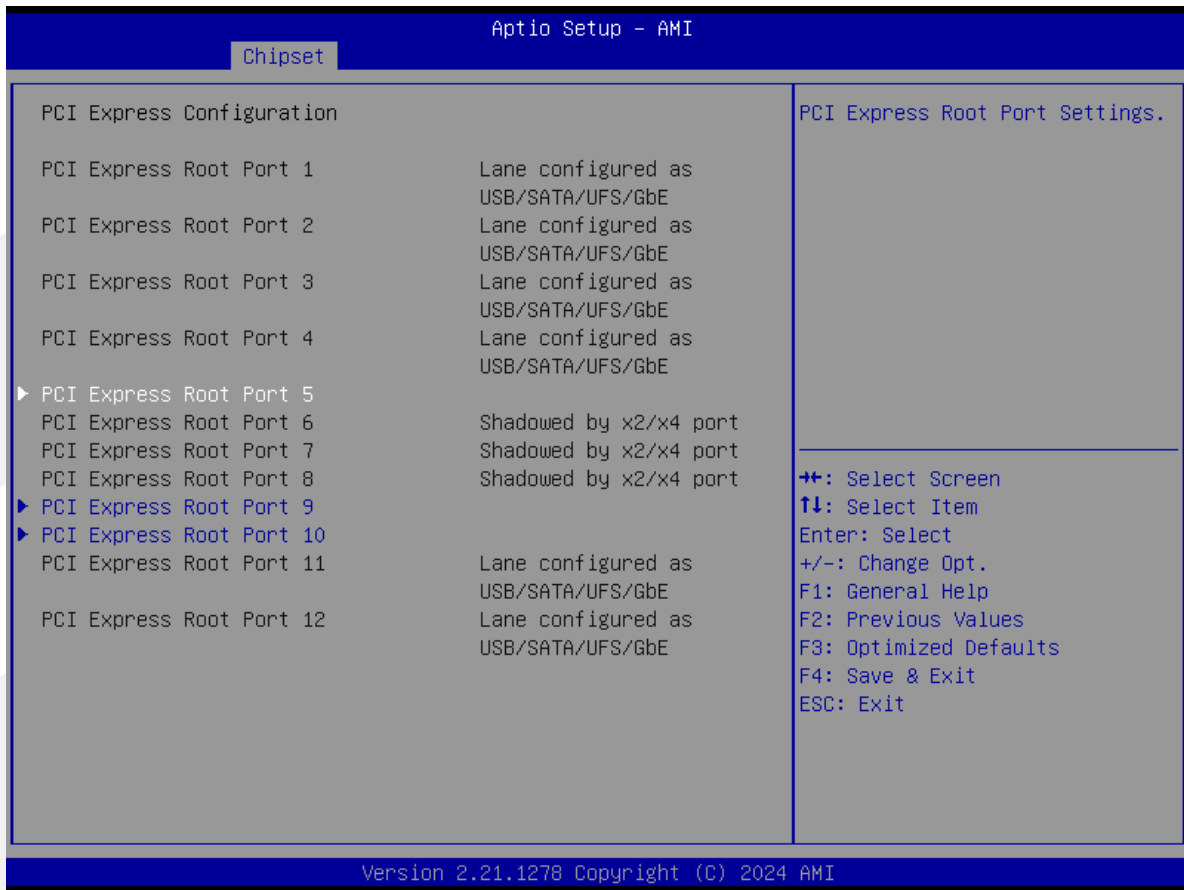 Aptio Setup – AMI
Chipset
PCI Express Configuration
PCI Express Root Port Settings.
PCI Express Root Port 1 Lane configured as
USB/SATA/UFS/GbE
PCI Express Root Port 2 Lane configured as
USB/SATA/UFS/GbE
PCI Express Root Port 3 Lane configured as
USB/SATA/UFS/GbE
PCI Express Root Port 4 Lane configured as
USB/SATA/UFS/GbE
▶ PCI Express Root Port 5
PCI Express Root Port 6 Shadowed by x2/x4 port
PCI Express Root Port 7 Shadowed by x2/x4 port
PCI Express Root Port 8 Shadowed by x2/x4 port
▶ PCI Express Root Port 9
▶ PCI Express Root Port 10
PCI Express Root Port 11 Lane configured as
USB/SATA/UFS/GbE
PCI Express Root Port 12 Lane configured as
USB/SATA/UFS/GbE
→←: Select Screen
↑↓: Select Item
Enter: Select
+/-: Change Opt.
F1: General Help
F2: Previous Values
F3: Optimized Defaults
F4: Save & Exit
ESC: Exit
Version 2.21.1278 Copyright (C) 2024 AMI